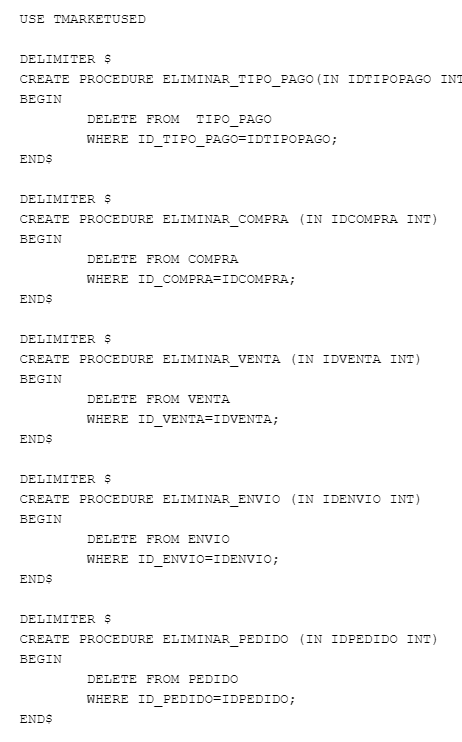 USE TMARKETUSED
DELIMITER $
CREATE PROCEDURE ELIMINAR_TIPO_PAGO(IN IDTIPOPAGO INT
BEGIN
DELETE FROM  TIPO_PAGO
WHERE ID_TIPO_PAGO=IDTIPOPAGO;
END$
DELIMITER $
CREATE PROCEDURE ELIMINAR_COMPRA (IN IDCOMPRA INT)
BEGIN
DELETE FROM COMPRA
WHERE ID_COMPRA=IDCOMPRA;
END$
DELIMITER $
CREATE PROCEDURE ELIMINAR_VENTA (IN IDVENTA INT)
BEGIN
DELETE FROM VENTA
WHERE ID_VENTA=IDVENTA;
END$
DELIMITER $
CREATE PROCEDURE ELIMINAR_ENVIO (IN IDENVIO INT)
BEGIN
DELETE FROM ENVIO
WHERE ID_ENVIO=IDENVIO;
END$
DELIMITER $
CREATE PROCEDURE ELIMINAR_PEDIDO (IN IDPEDIDO INT)
BEGIN
DELETE FROM PEDIDO
WHERE ID_PEDIDO=IDPEDIDO;
END$